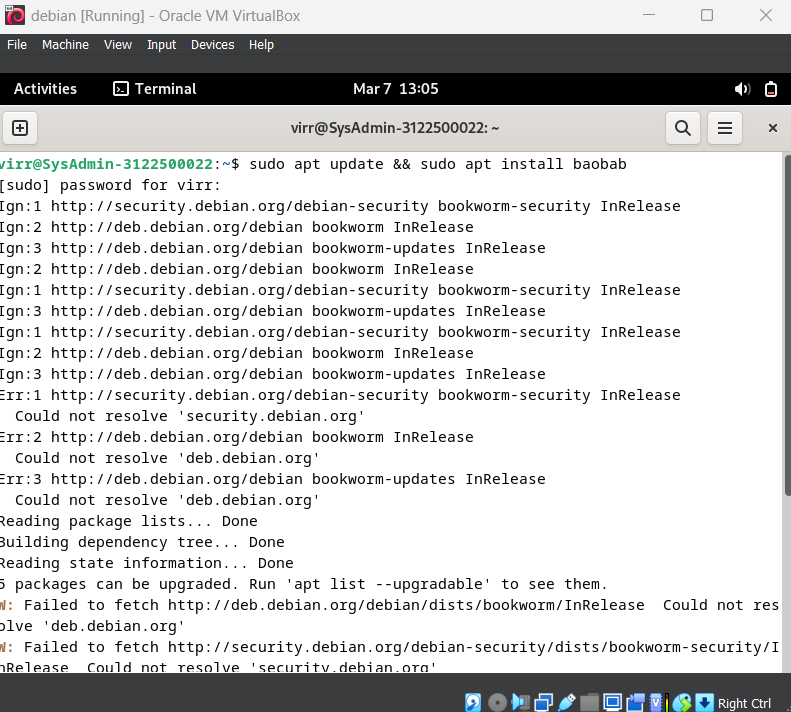 debian [Running] - Oracle VM VirtualBox
File Machine View Input Devices Help
Activities Terminal Mar 7 13:05
virr@SysAdmin-3122500022: ~
virr@SysAdmin-3122500022:~$ sudo apt update && sudo apt install baobab
[sudo] password for virr:
Ign:1 http://security.debian.org/debian-security bookworm-security InRelease
Ign:2 http://deb.debian.org/debian bookworm InRelease
Ign:3 http://deb.debian.org/debian bookworm-updates InRelease
Ign:2 http://deb.debian.org/debian bookworm InRelease
Ign:1 http://security.debian.org/debian-security bookworm-security InRelease
Ign:3 http://deb.debian.org/debian bookworm-updates InRelease
Ign:1 http://security.debian.org/debian-security bookworm-security InRelease
Ign:2 http://deb.debian.org/debian bookworm InRelease
Ign:3 http://deb.debian.org/debian bookworm-updates InRelease
Err:1 http://security.debian.org/debian-security bookworm-security InRelease
  Could not resolve 'security.debian.org'
Err:2 http://deb.debian.org/debian bookworm InRelease
  Could not resolve 'deb.debian.org'
Err:3 http://deb.debian.org/debian bookworm-updates InRelease
  Could not resolve 'deb.debian.org'
Reading package lists... Done
Building dependency tree... Done
Reading state information... Done
5 packages can be upgraded. Run 'apt list --upgradable' to see them.
W: Failed to fetch http://deb.debian.org/debian/dists/bookworm/InRelease  Could not res
olve 'deb.debian.org'
W: Failed to fetch http://security.debian.org/debian-security/dists/bookworm-security/I
nRelease  Could not resolve 'security.debian.org'
Right Ctrl